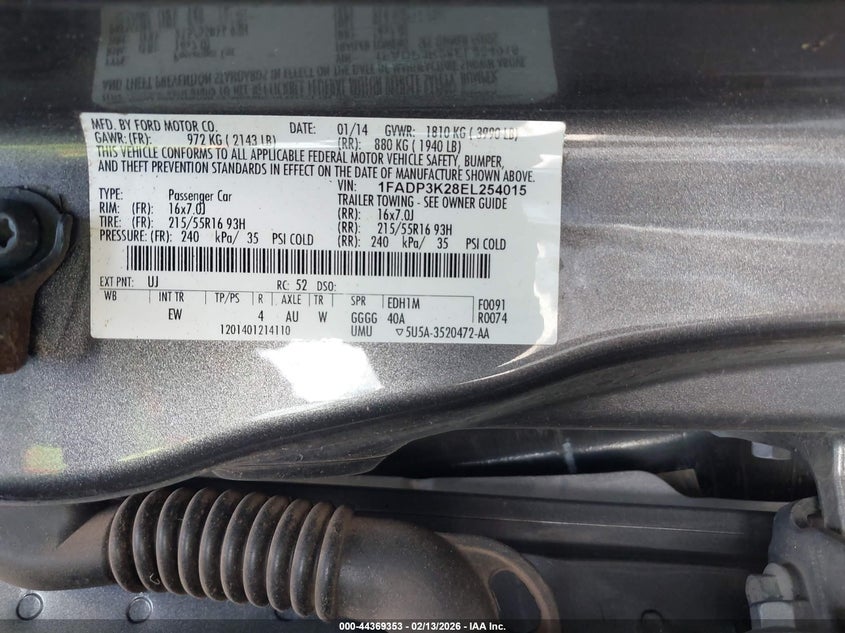 MFD. BY FORD MOTOR CO. DATE: 01/14 GVWR: 1810 KG ( 3990 LB)
GAWR: (FR): 972 KG ( 2143 LB) (RR): 880 KG ( 1940 LB)
THIS VEHICLE CONFORMS TO ALL APPLICABLE FEDERAL MOTOR VEHICLE SAFETY, BUMPER,
AND THEFT PREVENTION STANDARDS IN EFFECT ON THE DATE OF MANUFACTURE SHOWN ABOVE.
VIN: 1FADP3K28EL254015
TYPE: Passenger Car TRAILER TOWING - SEE OWNER GUIDE
RIM: (FR): 16x7.0J (RR): 16x7.0J
TIRE: (FR): 215/55R16 93H (RR): 215/55R16 93H
PRESSURE: (FR) 240 kPa/ 35 PSI COLD (RR): 240 kPa/ 35 PSI COLD
EXT PNT: UJ RC: 52 DSO:
WB INT TR TP/PS R AXLE TR SPR EDH1M F0091
EW 4 AU W GGGG 40A R0074
1201401214110 UMU ▽5U5A-3520472-AA
000-44369353 - 02/13/2026 - IAA Inc.